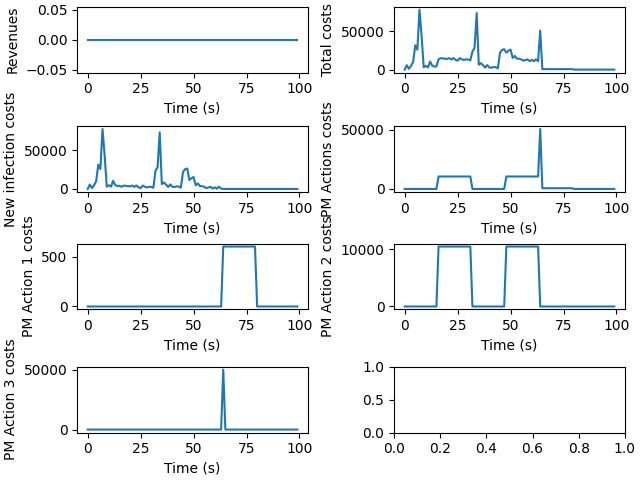 Revenues
0.05
0.00
−0.05
0 25 50 75 100
Time (s)
Total costs
50000
0
0 25 50 75 100
Time (s)
New infection costs
50000
0
0 25 50 75 100
Time (s)
PM Actions costs
50000
0
0 25 50 75 100
Time (s)
PM Action 1 costs
500
0
0 25 50 75 100
Time (s)
PM Action 2 costs
10000
0
0 25 50 75 100
Time (s)
PM Action 3 costs
50000
0
0 25 50 75 100
Time (s)
1.0
0.5
0.0
0.0 0.2 0.4 0.6 0.8 1.0